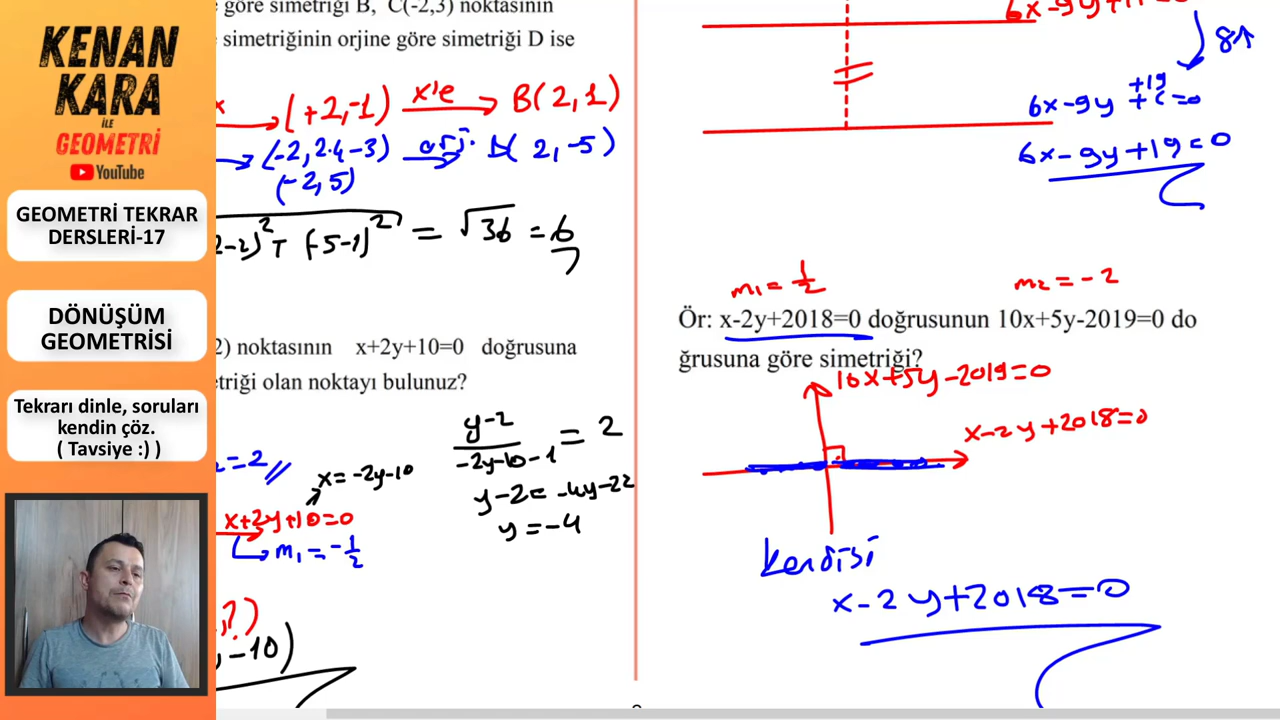 KENAN
KARA
İLE
GEOMETRİ
YouTube
GEOMETRİ TEKRAR
DERSLERİ-17
DÖNÜŞÜM
GEOMETRİSİ
Tekrarı dinle, soruları
kendin çöz.
( Tavsiye :) )
göre simetriği B, C(-2,3) noktasının
simetriğinin orjine göre simetriği D ise
(+2,-1) x'e B(2,1)
(-2, 2.4-3) orj. D(2,-5)
(-2,5)
(-5-1)² = √36 = 6
noktasının x+2y+10=0 doğrusuna
olan noktayı bulunuz?
y-2
-2y-10-1 = 2
=2
x=-2y-10
y-2=-4y-22
x+2y+10=0
y=-4
m₁=-1/2
?)
-10)
8↑
+19
6x-9y+c=0
6x-9y+19=0
m₁=1/2 m₂=-2
Ör: x-2y+2018=0 doğrusunun 10x+5y-2019=0 do
ğrusuna göre simetriği?
10x+5y-2019=0
x-2y+2018=0
kendisi
x-2y+2018=0